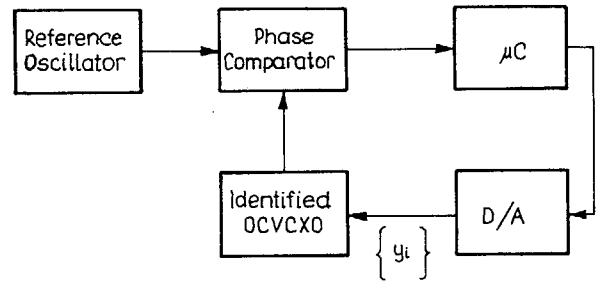 Reference
Oscillator
Phase
Comparator
μC
Identified
OCVCXO
D/A
{ yi }